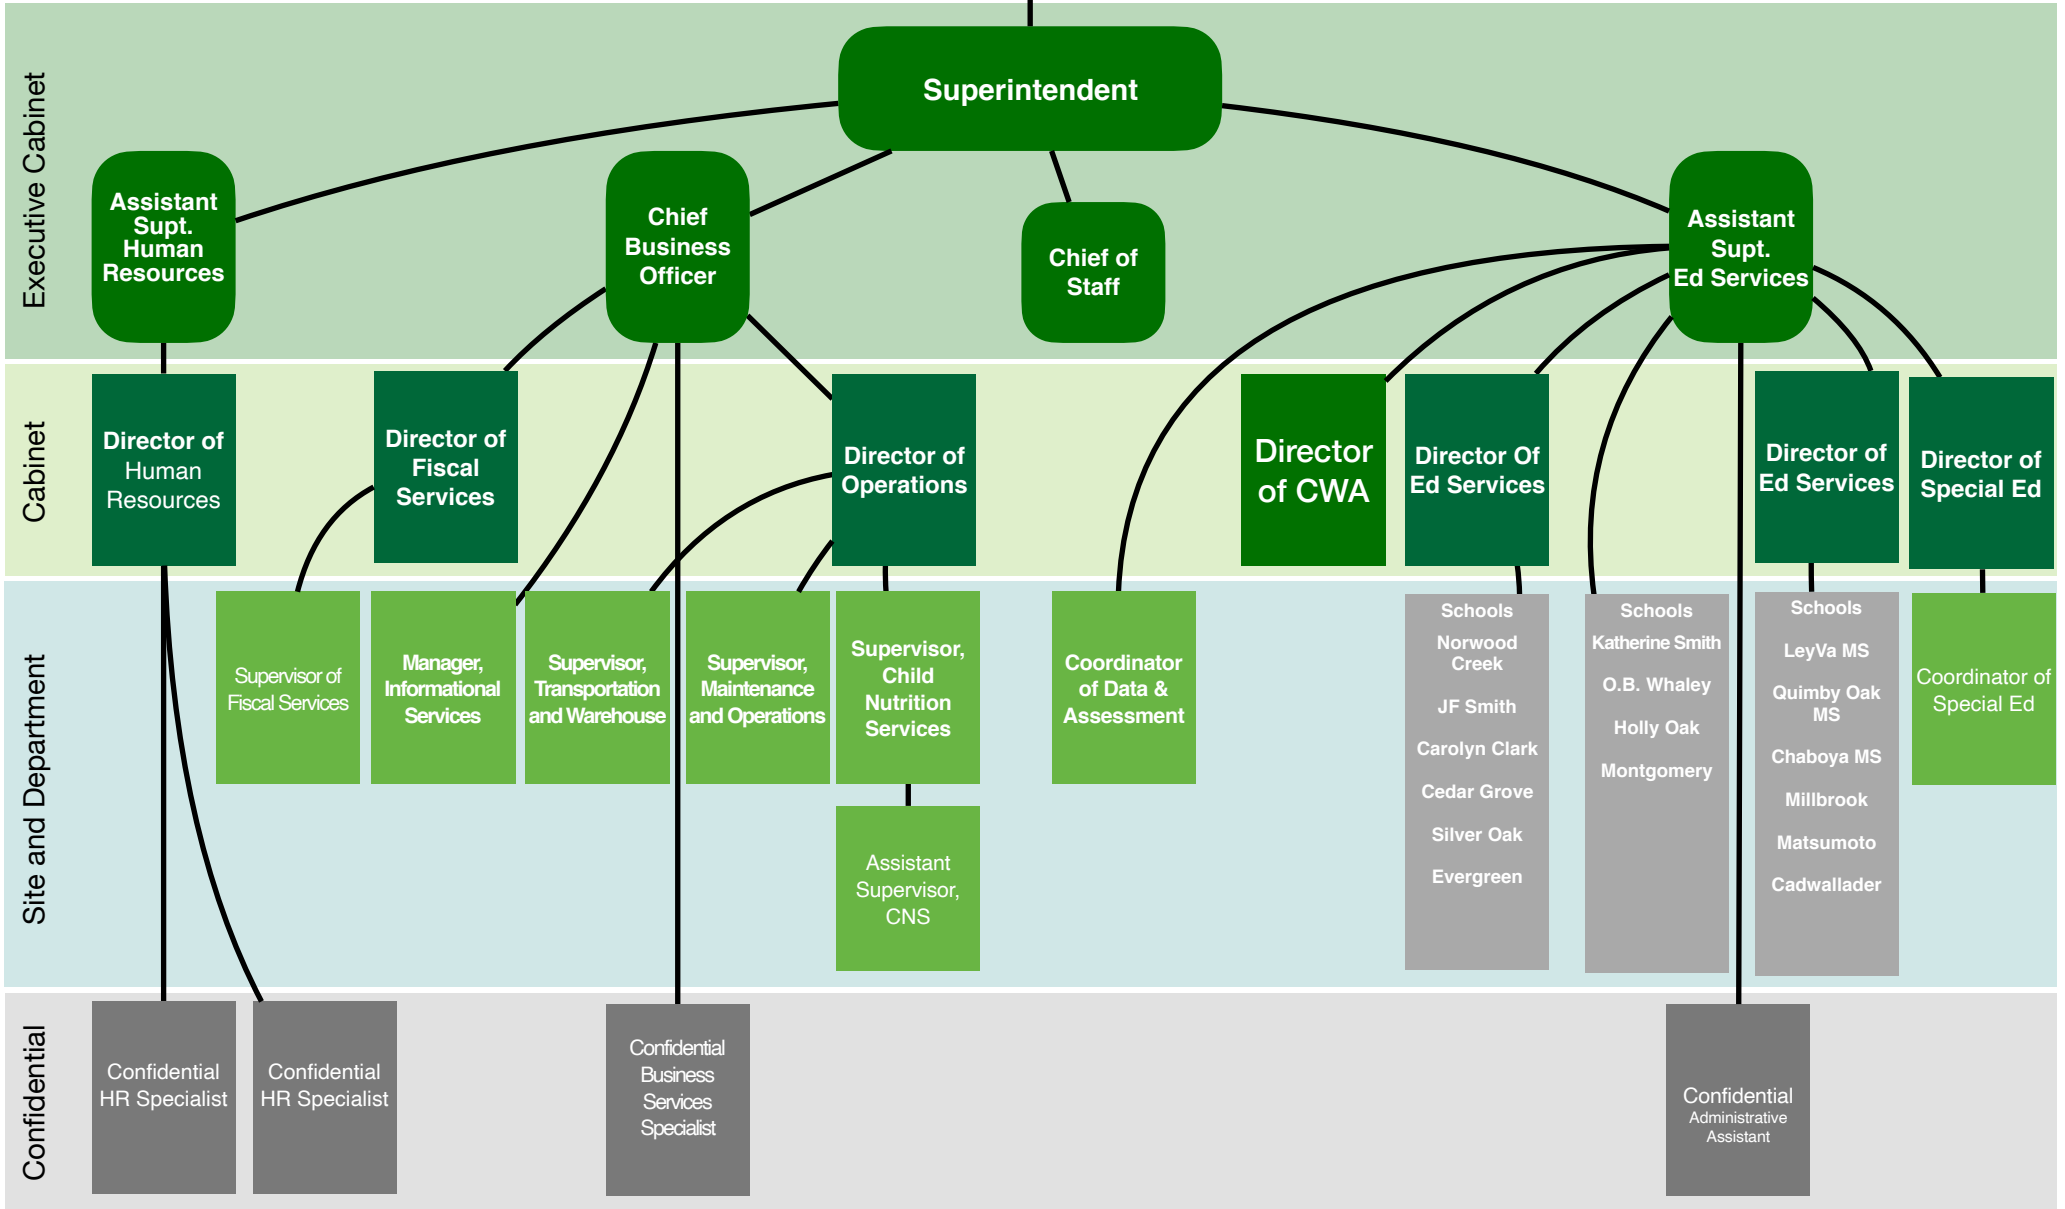 Executive Cabinet
Superintendent
Assistant
Supt.
Human
Resources
Chief
Business
Officer
Chief of
Staff
Assistant
Supt.
Ed Services
Cabinet
Director of
Human
Resources
Director of
Fiscal
Services
Director of
Operations
Director
of CWA
Director Of
Ed Services
Director of
Ed Services
Director of
Special Ed
Site and Department
Supervisor of
Fiscal Services
Manager,
Informational
Services
Supervisor,
Transportation
and Warehouse
Supervisor,
Maintenance
and Operations
Supervisor,
Child
Nutrition
Services
Assistant
Supervisor,
CNS
Coordinator
of Data &
Assessment
Schools
Norwood
Creek
JF Smith
Carolyn Clark
Cedar Grove
Silver Oak
Evergreen
Schools
Katherine Smith
O.B. Whaley
Holly Oak
Montgomery
Schools
LeyVa MS
Quimby Oak
MS
Chaboya MS
Millbrook
Matsumoto
Cadwallader
Coordinator of
Special Ed
Confidential
Confidential
HR Specialist
Confidential
HR Specialist
Confidential
Business
Services
Specialist
Confidential
Administrative
Assistant